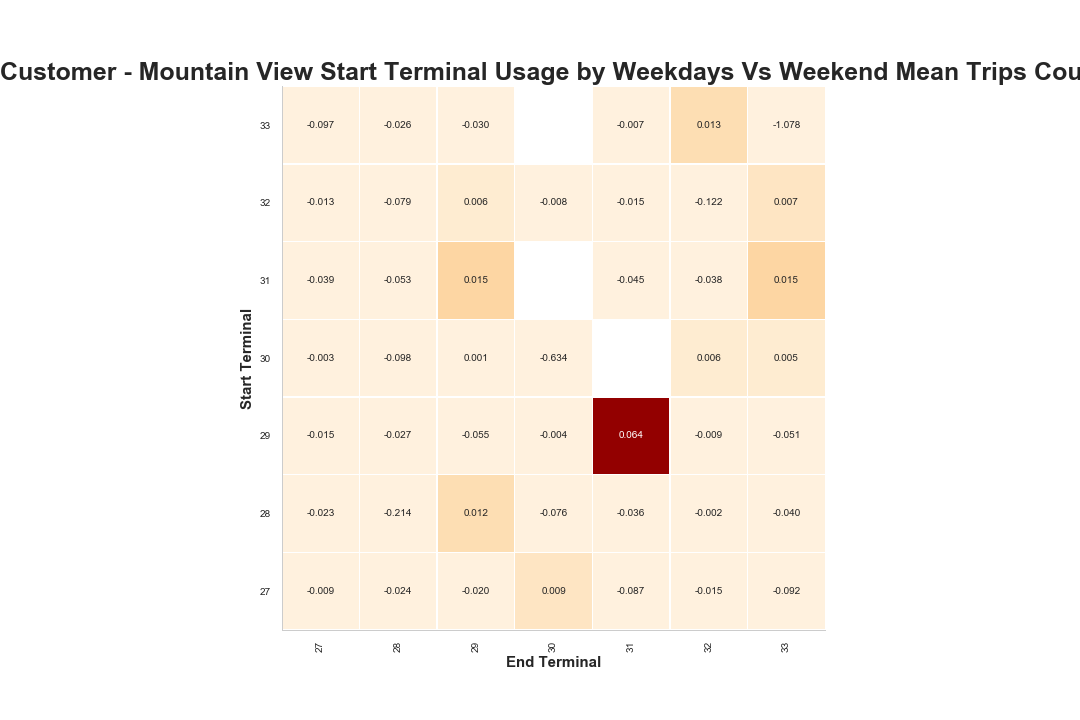 Customer - Mountain View Start Terminal Usage by Weekdays Vs Weekend Mean Trips Cou
33 -0.097 -0.026 -0.030 -0.007 0.013 -1.078
32 -0.013 -0.079 0.006 -0.008 -0.015 -0.122 0.007
31 -0.039 -0.053 0.015 -0.045 -0.038 0.015
Start Terminal
30 -0.003 -0.098 0.001 -0.634 0.006 0.005
29 -0.015 -0.027 -0.055 -0.004 0.064 -0.009 -0.051
28 -0.023 -0.214 0.012 -0.076 -0.036 -0.002 -0.040
27 -0.009 -0.024 -0.020 0.009 -0.087 -0.015 -0.092
27 28 29 30 31 32 33
End Terminal